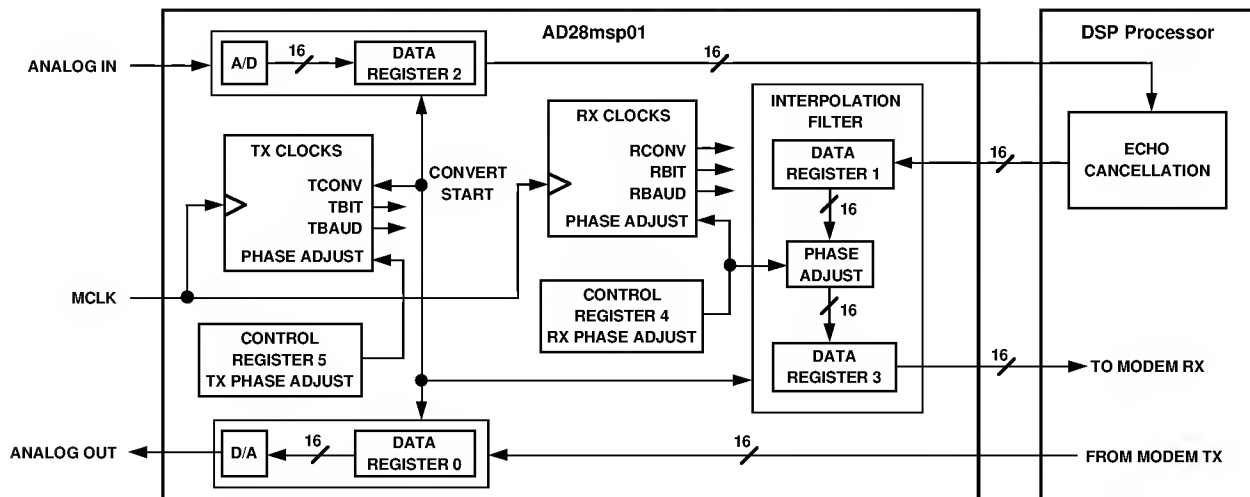 AD28msp01
DSP Processor
ANALOG IN
A/D
16
DATA
REGISTER 2
16
TX CLOCKS
TCONV
TBIT
TBAUD
PHASE ADJUST
CONVERT
START
RX CLOCKS
RCONV
RBIT
RBAUD
PHASE ADJUST
INTERPOLATION
FILTER
DATA
REGISTER 1
16
16
PHASE
ADJUST
16
DATA
REGISTER 3
16
ECHO
CANCELLATION
MCLK
CONTROL
REGISTER 4
RX PHASE ADJUST
CONTROL
REGISTER 5
TX PHASE ADJUST
TO MODEM RX
ANALOG OUT
D/A
16
DATA
REGISTER 0
16
FROM MODEM TX